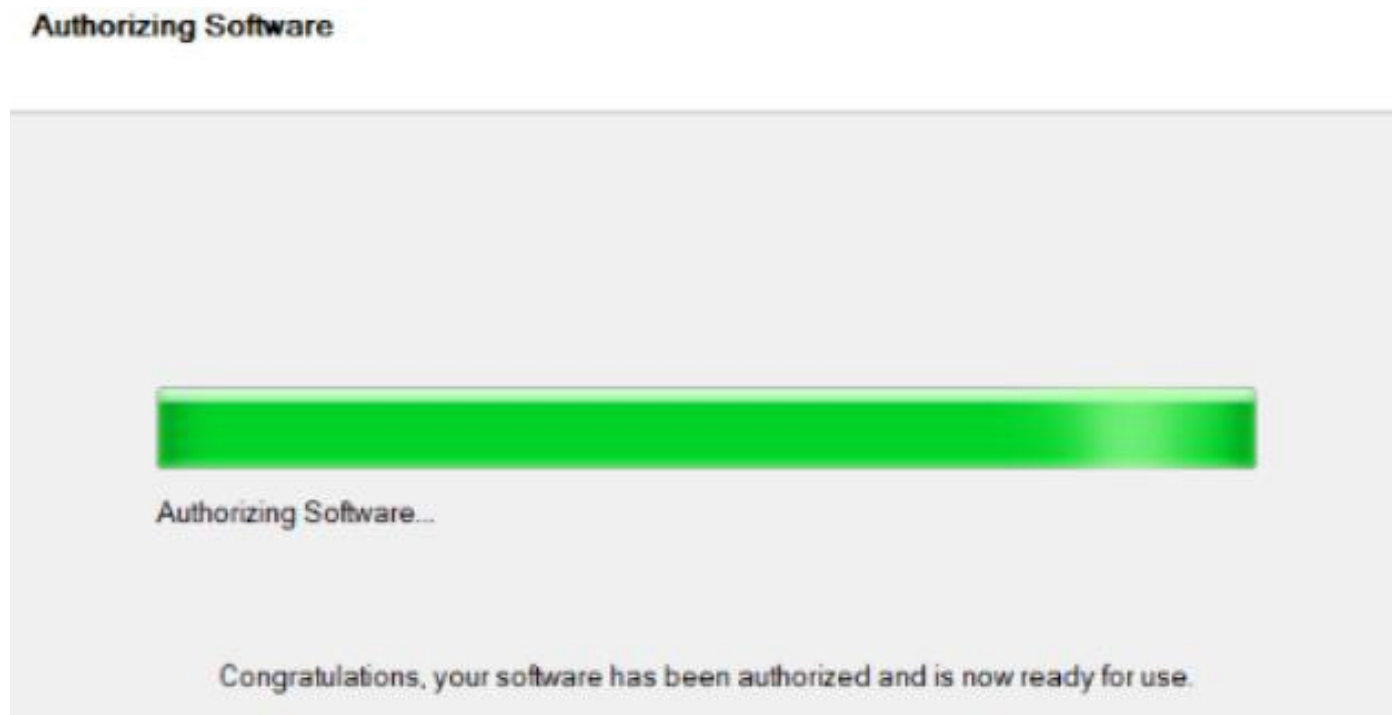 Authorizing Software
Authorizing Software...
Congratulations, your software has been authorized and is now ready for use.